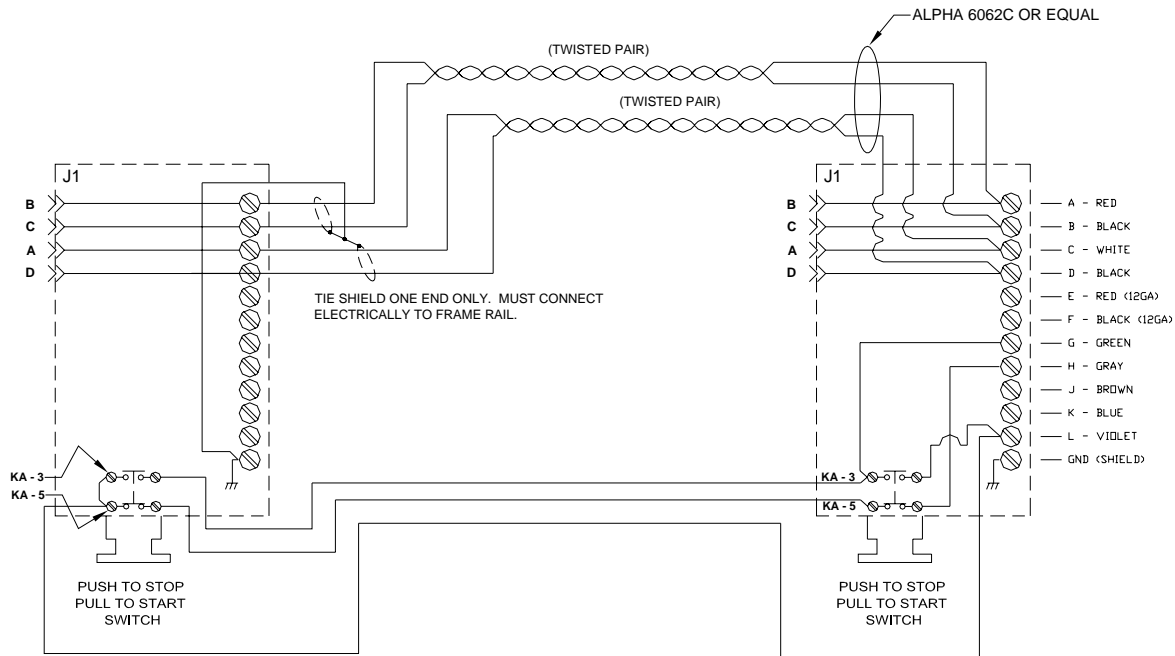 ALPHA 6062C OR EQUAL
(TWISTED PAIR)
(TWISTED PAIR)
J1
B
C
A
D
TIE SHIELD ONE END ONLY. MUST CONNECT
ELECTRICALLY TO FRAME RAIL.
KA - 3
KA - 5
PUSH TO STOP
PULL TO START
SWITCH
J1
B
C
A
D
A - RED
B - BLACK
C - WHITE
D - BLACK
E - RED (12GA)
F - BLACK (12GA)
G - GREEN
H - GRAY
J - BROWN
K - BLUE
L - VIOLET
GND (SHIELD)
KA - 3
KA - 5
PUSH TO STOP
PULL TO START
SWITCH